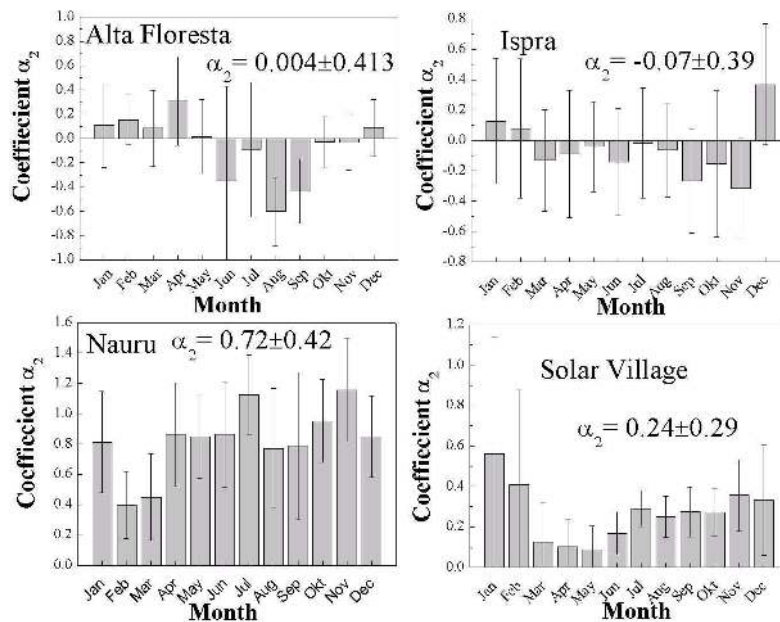 Alta Floresta
α2= 0.004±0.413
Coeffiecient α2
1.0
0.8
0.6
0.4
0.2
0.0
-0.2
-0.4
-0.6
-0.8
-1.0
Jan Feb Mar Apr May Jun Jul Aug Sep Okt Nov Dec
Month
Ispra
α2= -0.07±0.39
Coeffiecient α2
0.8
0.6
0.4
0.2
0.0
-0.2
-0.4
-0.6
-0.8
Jan Feb Mar Apr May Jun Jul Aug Sep Okt Nov Dec
Month
Nauru
α2= 0.72±0.42
Coeffiecient α2
1.6
1.4
1.2
1.0
0.8
0.6
0.4
0.2
0.0
Jan Feb Mar Apr May Jun Jul Aug Sep Okt Nov Dec
Month
Solar Village
α2= 0.24±0.29
Coeffiecient α2
1.2
1.0
0.8
0.6
0.4
0.2
0.0
Jan Feb Mar Apr May Jun Jul Aug Sep Okt Nov Dec
Month